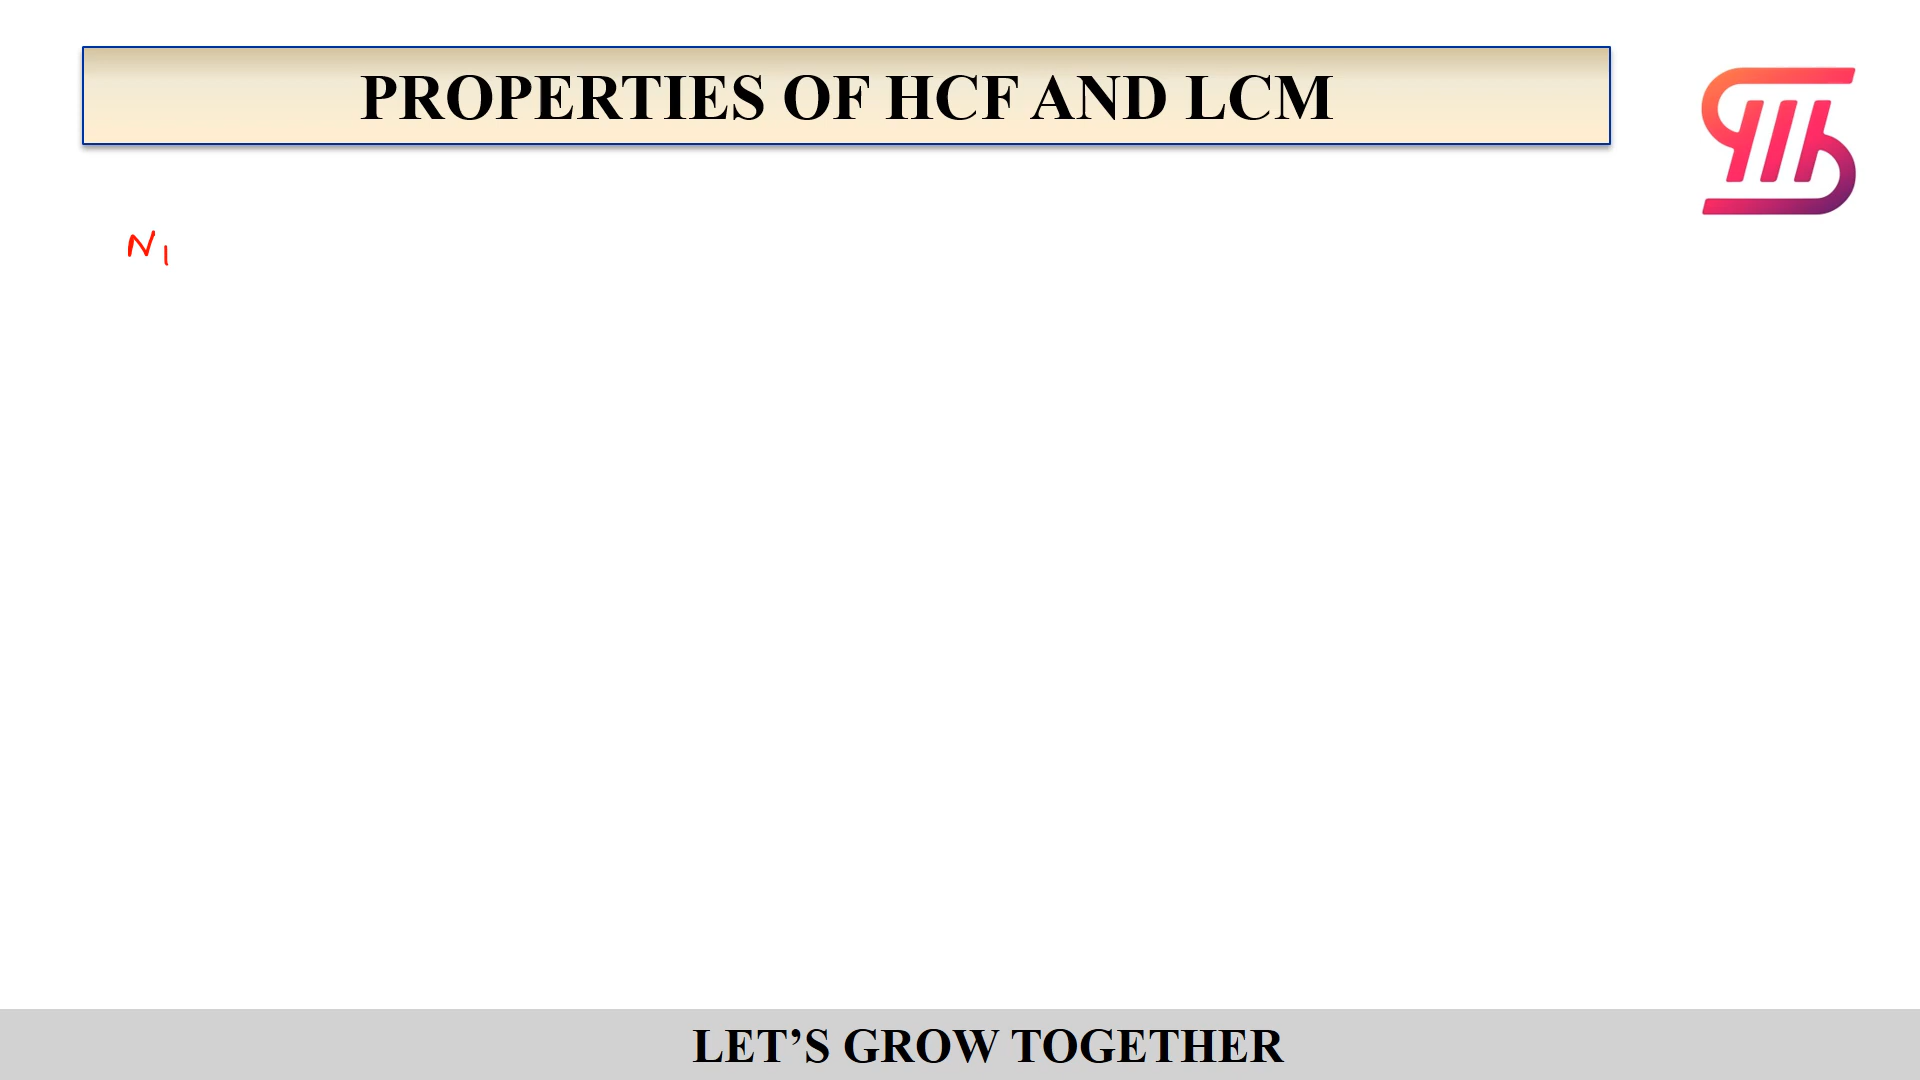 PROPERTIES OF HCF AND LCM
N₁
LET’S GROW TOGETHER